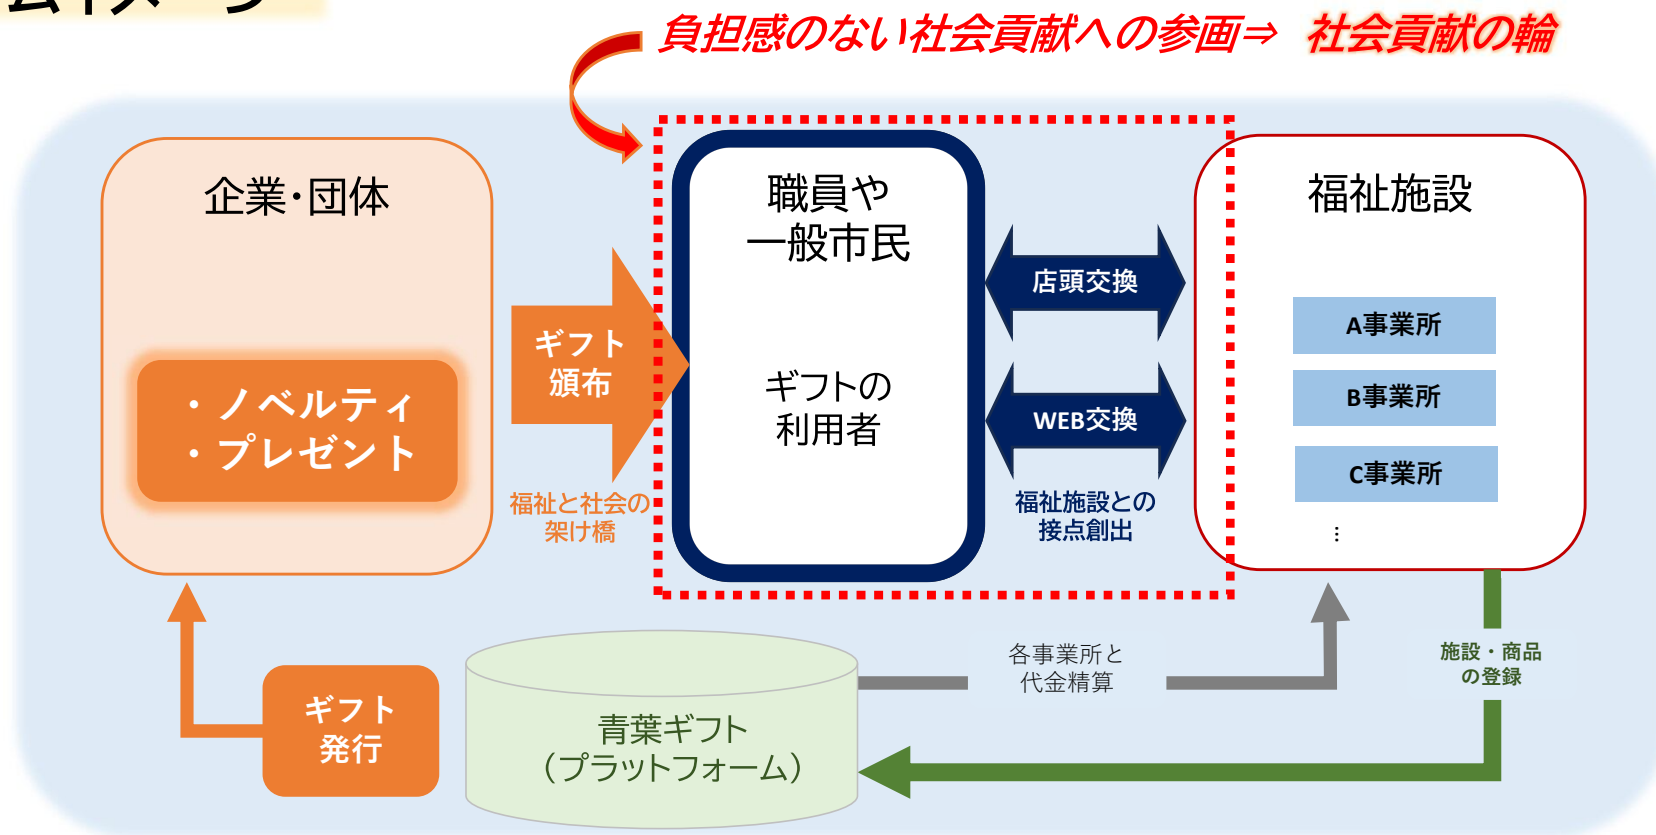 負担感のない社会貢献への参画⇒ 社会貢献の輪
企業・団体
・ノベルティ
・プレゼント
ギフト
頒布
福祉と社会の
架け橋
職員や
一般市民
ギフトの
利用者
店頭交換
WEB交換
福祉施設との
接点創出
福祉施設
A事業所
B事業所
C事業所
…
ギフト
発行
青葉ギフト
（プラットフォーム）
各事業所と
代金精算
施設・商品
の登録